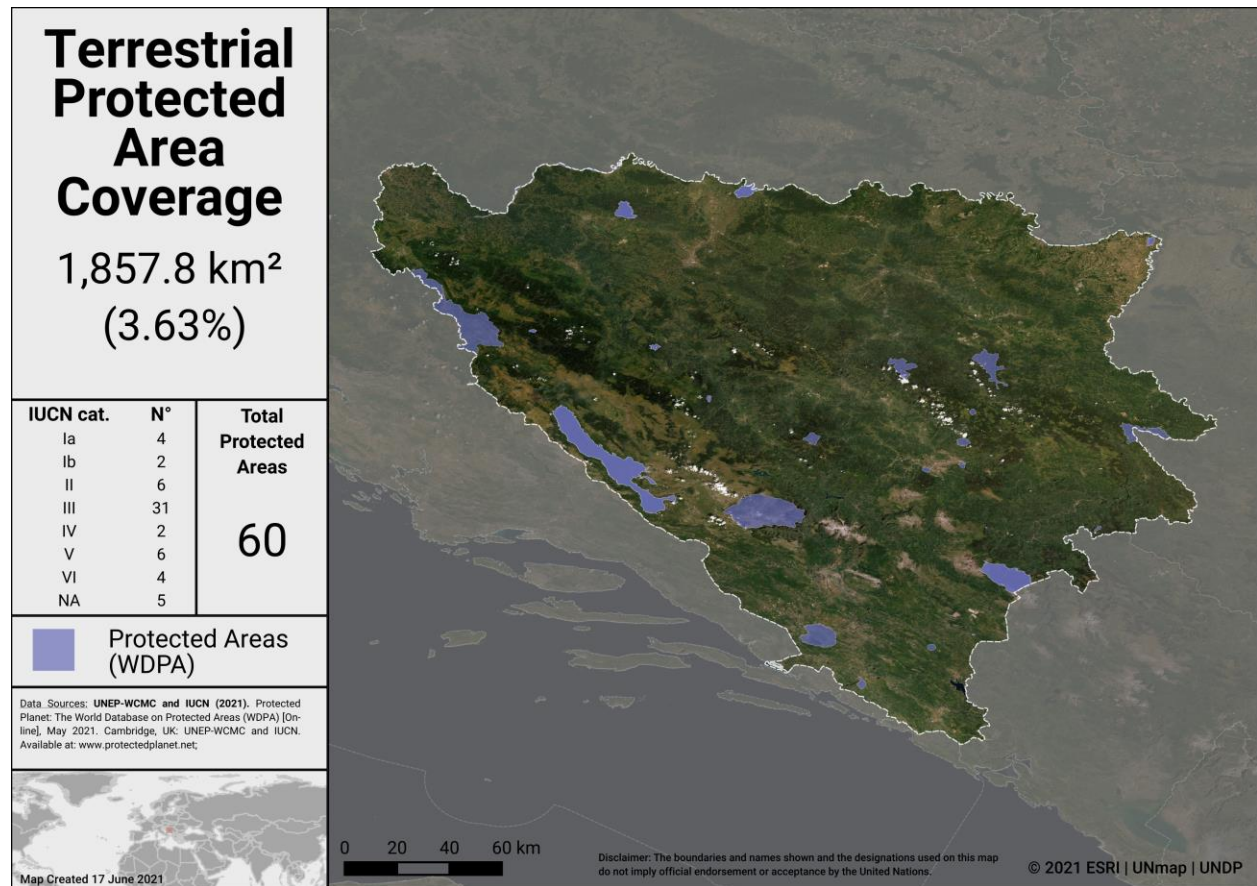 Terrestrial
Protected
Area
Coverage
1,857.8 km²
(3.63%)
IUCN cat. N°
Ia 4
Ib 2
II 6
III 31
IV 2
V 6
VI 4
NA 5
Total
Protected
Areas
60
Protected Areas
(WDPA)
Data Sources: UNEP-WCMC and IUCN (2021). Protected
Planet: The World Database on Protected Areas (WDPA) [On-
line], May 2021. Cambridge, UK: UNEP-WCMC and IUCN.
Available at: www.protectedplanet.net;
Map Created 17 June 2021
0 20 40 60 km
Disclaimer: The boundaries and names shown and the designations used on this map
do not imply official endorsement or acceptance by the United Nations.
© 2021 ESRI | UNmap | UNDP